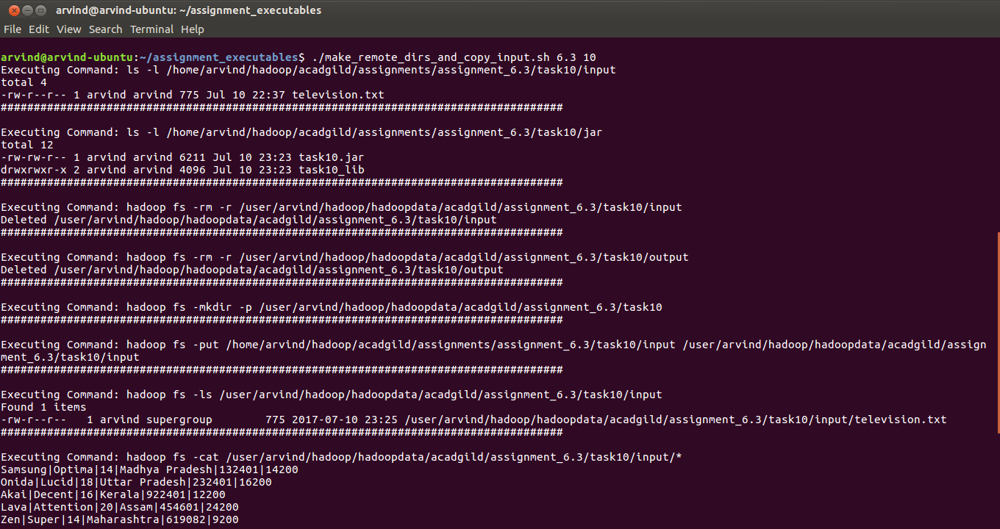 arvind@arvind-ubuntu: ~/assignment_executables
File Edit View Search Terminal Help
arvind@arvind-ubuntu:~/assignment_executables$ ./make_remote_dirs_and_copy_input.sh 6.3 10
Executing Command: ls -l /home/arvind/hadoop/acadgild/assignments/assignment_6.3/task10/input
total 4
-rw-r--r-- 1 arvind arvind 775 Jul 10 22:37 television.txt
#####################################################################################
Executing Command: ls -l /home/arvind/hadoop/acadgild/assignments/assignment_6.3/task10/jar
total 12
-rw-rw-r-- 1 arvind arvind 6211 Jul 10 23:23 task10.jar
drwxrwxr-x 2 arvind arvind 4096 Jul 10 23:23 task10_lib
#####################################################################################
Executing Command: hadoop fs -rm -r /user/arvind/hadoop/hadoopdata/acadgild/assignment_6.3/task10/input
Deleted /user/arvind/hadoop/hadoopdata/acadgild/assignment_6.3/task10/input
#####################################################################################
Executing Command: hadoop fs -rm -r /user/arvind/hadoop/hadoopdata/acadgild/assignment_6.3/task10/output
Deleted /user/arvind/hadoop/hadoopdata/acadgild/assignment_6.3/task10/output
#####################################################################################
Executing Command: hadoop fs -mkdir -p /user/arvind/hadoop/hadoopdata/acadgild/assignment_6.3/task10
#####################################################################################
Executing Command: hadoop fs -put /home/arvind/hadoop/acadgild/assignments/assignment_6.3/task10/input /user/arvind/hadoop/hadoopdata/acadgild/assign
ment_6.3/task10/input
#####################################################################################
Executing Command: hadoop fs -ls /user/arvind/hadoop/hadoopdata/acadgild/assignment_6.3/task10/input
Found 1 items
-rw-r--r--   1 arvind supergroup        775 2017-07-10 23:25 /user/arvind/hadoop/hadoopdata/acadgild/assignment_6.3/task10/input/television.txt
#####################################################################################
Executing Command: hadoop fs -cat /user/arvind/hadoop/hadoopdata/acadgild/assignment_6.3/task10/input/*
Samsung|Optima|14|Madhya Pradesh|132401|14200
Onida|Lucid|18|Uttar Pradesh|232401|16200
Akai|Decent|16|Kerala|922401|12200
Lava|Attention|20|Assam|454601|24200
Zen|Super|14|Maharashtra|619082|9200